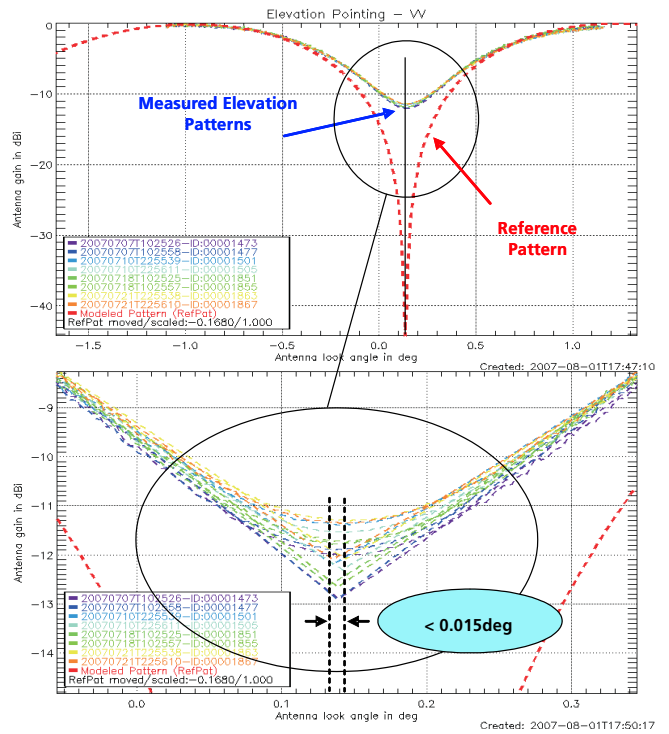 Elevation Pointing - VV
0
-10
-20
-30
-40
Antenna gain in dBi
Measured Elevation
Patterns
Reference
Pattern
20070707T102526-ID:00001473
20070707T102558-ID:00001477
20070710T225539-ID:00001501
20070710T225611-ID:00001505
20070718T102525-ID:00001851
20070718T102557-ID:00001855
20070721T225610-ID:00001867
Modeled Pattern (RefPat)
RefPat moved/scaled:-0.1680/1.000
-1.5 -1.0 -0.5 0.0 0.5 1.0
Antenna look angle in deg
Created: 2007-08-01T17:47:10
-9
-10
-11
-12
-13
-14
Antenna gain in dBi
20070707T102526-ID:00001473
20070707T102558-ID:00001477
20070710T225539-ID:00001501
20070710T225611-ID:00001505
20070718T102525-ID:00001851
20070718T102557-ID:00001855
20070721T225610-ID:00001867
Modeled Pattern (RefPat)
RefPat moved/scaled:-0.1680/1.000
< 0.015deg
0.0 0.1 0.2 0.3
Antenna look angle in deg
Created: 2007-08-01T17:50:17